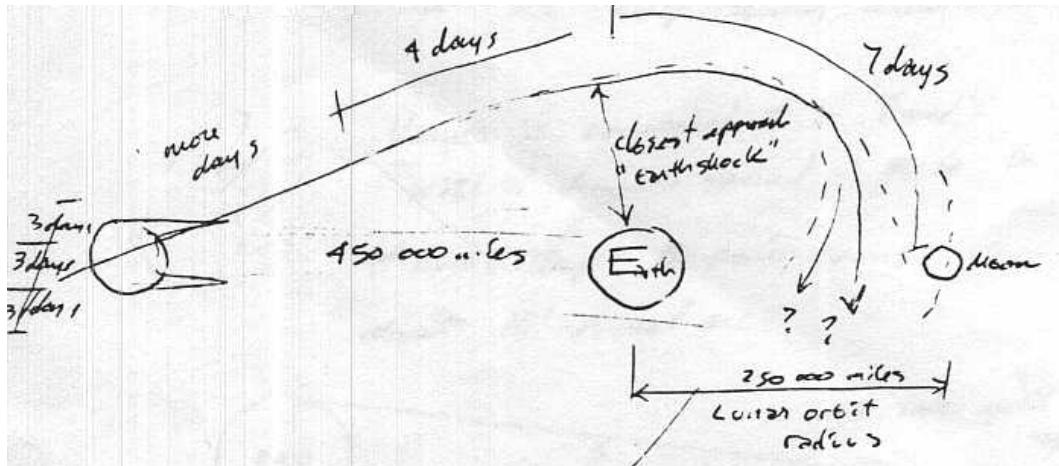 4 days
7 days
more
days
closest approach
"Earthshock"
3 days
3 days
3 days
450 000 miles
Earth
Moon
?
?
250 000 miles
Lunar orbit
radius